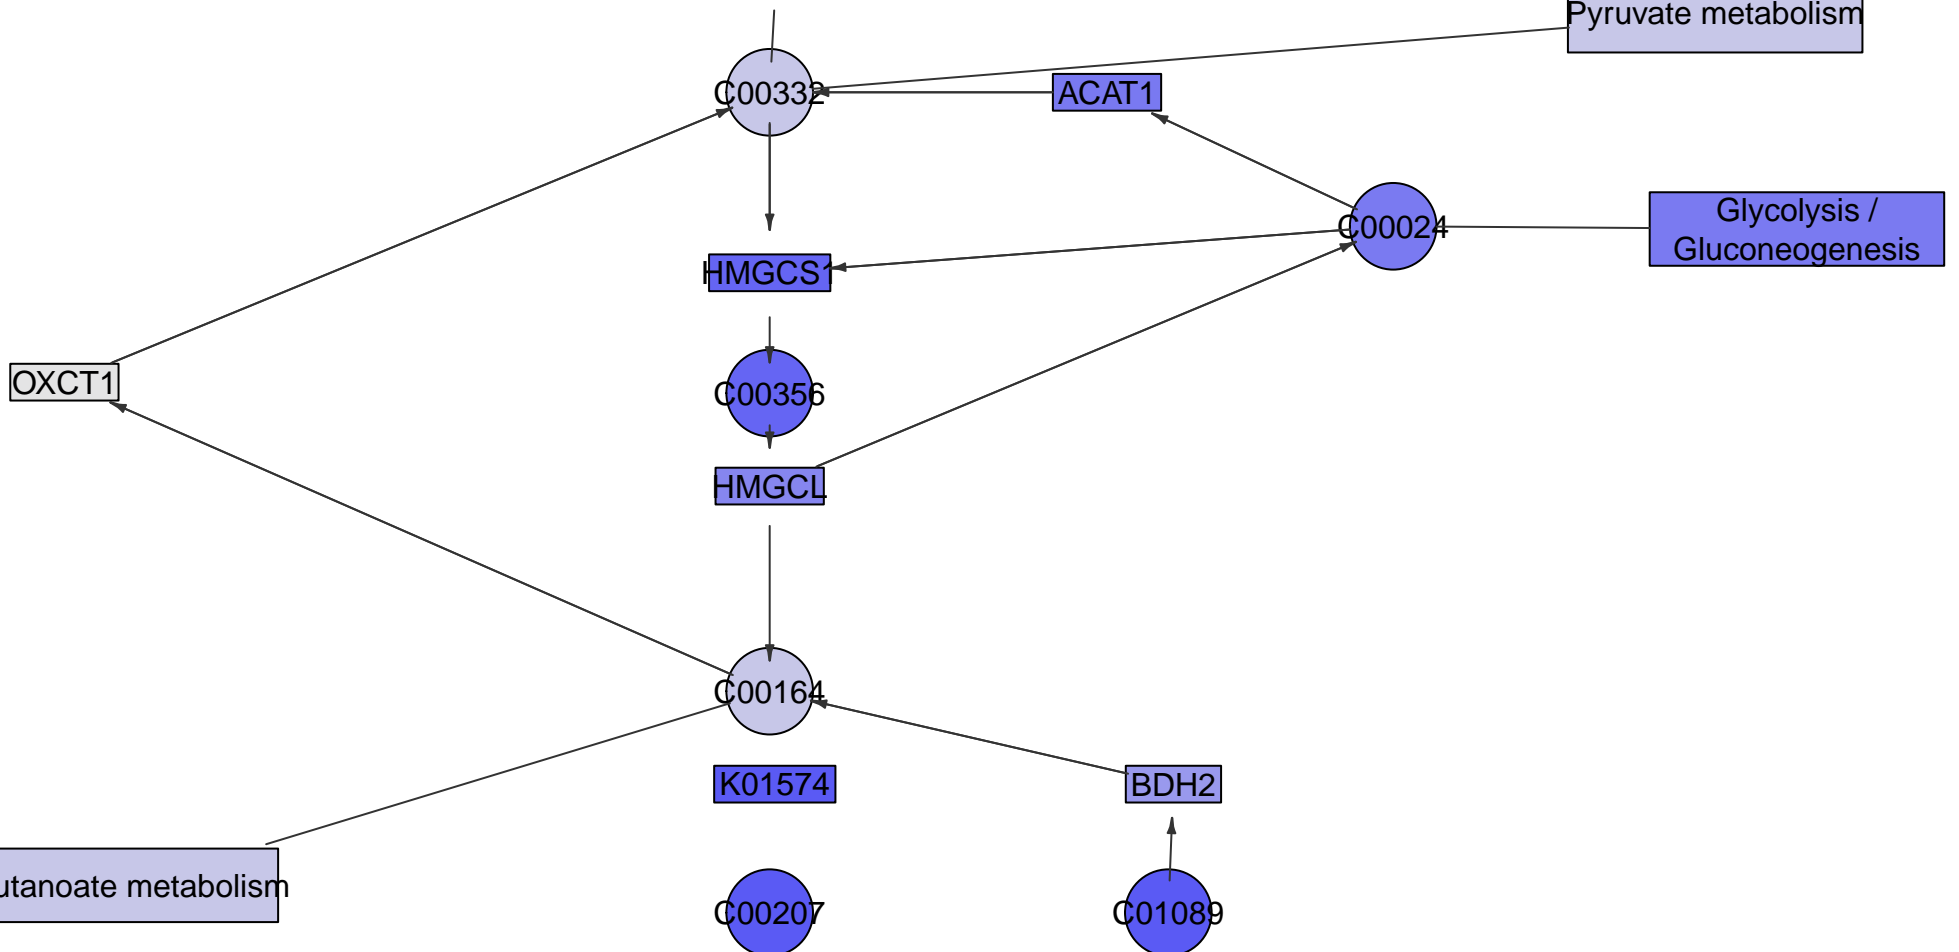 Pyruvate metabolism
C00332
ACAT1
Glycolysis /
Gluconeogenesis
C00024
HMGCS1
OXCT1
C00356
HMGCL
C00164
K01574
BDH2
utanoate metabolism
C00207
C01089